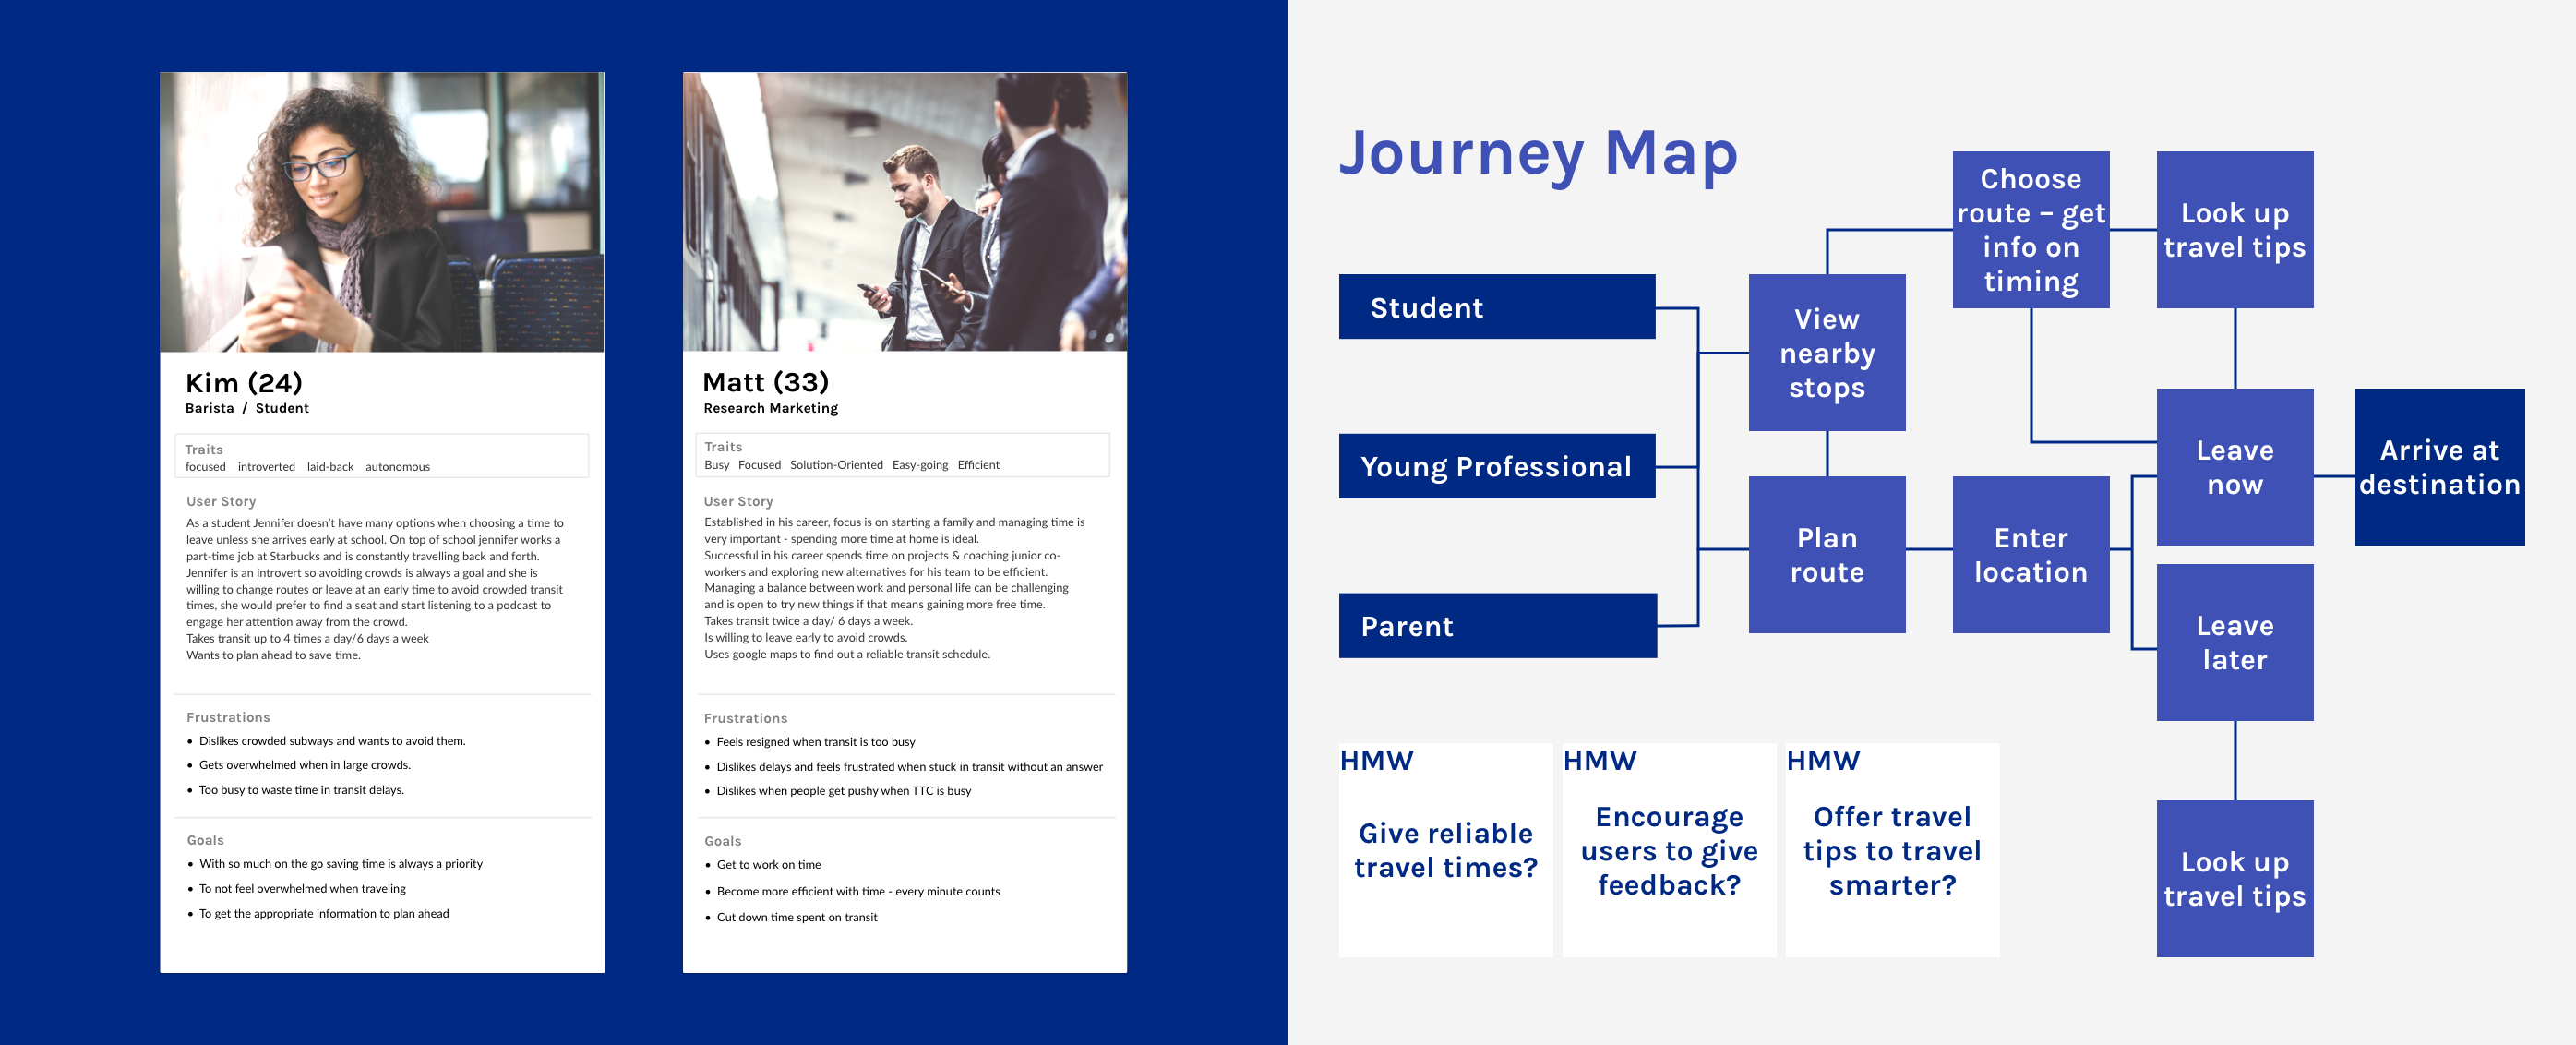 Kim (24)
Barista / Student
Traits
focused introverted laid-back autonomous
User Story
As a student Jennifer doesn't have many options when choosing a time to
leave unless she arrives early at school. On top of school jennifer works a
part-time job at Starbucks and is constantly travelling back and forth.
Jennifer is an introvert so avoiding crowds is always a goal and she is
willing to change routes or leave at an early time to avoid crowded transit
times, she would prefer to find a seat and start listening to a podcast to
engage her attention away from the crowd.
Takes transit up to 4 times a day/6 days a week
Wants to plan ahead to save time.
Frustrations
• Dislikes crowded subways and wants to avoid them.
• Gets overwhelmed when in large crowds.
• Too busy to waste time in transit delays.
Goals
• With so much on the go saving time is always a priority
• To not feel overwhelmed when traveling
• To get the appropriate information to plan ahead
Matt (33)
Research Marketing
Traits
Busy Focused Solution-Oriented Easy-going Efficient
User Story
Established in his career, focus is on starting a family and managing time is
very important - spending more time at home is ideal.
Successful in his career spends time on projects & coaching junior co-
workers and exploring new alternatives for his team to be efficient.
Managing a balance between work and personal life can be challenging
and is open to try new things if that means gaining more free time.
Takes transit twice a day/ 6 days a week.
Is willing to leave early to avoid crowds.
Uses google maps to find out a reliable transit schedule.
Frustrations
• Feels resigned when transit is too busy
• Dislikes delays and feels frustrated when stuck in transit without an answer
• Dislikes when people get pushy when TTC is busy
Goals
• Get to work on time
• Become more efficient with time - every minute counts
• Cut down time spent on transit
Journey Map
Student
Young Professional
Parent
View
nearby
stops
Plan
route
Choose
route – get
info on
timing
Enter
location
Look up
travel tips
Leave
now
Leave
later
Look up
travel tips
Arrive at
destination
HMW
Give reliable
travel times?
HMW
Encourage
users to give
feedback?
HMW
Offer travel
tips to travel
smarter?